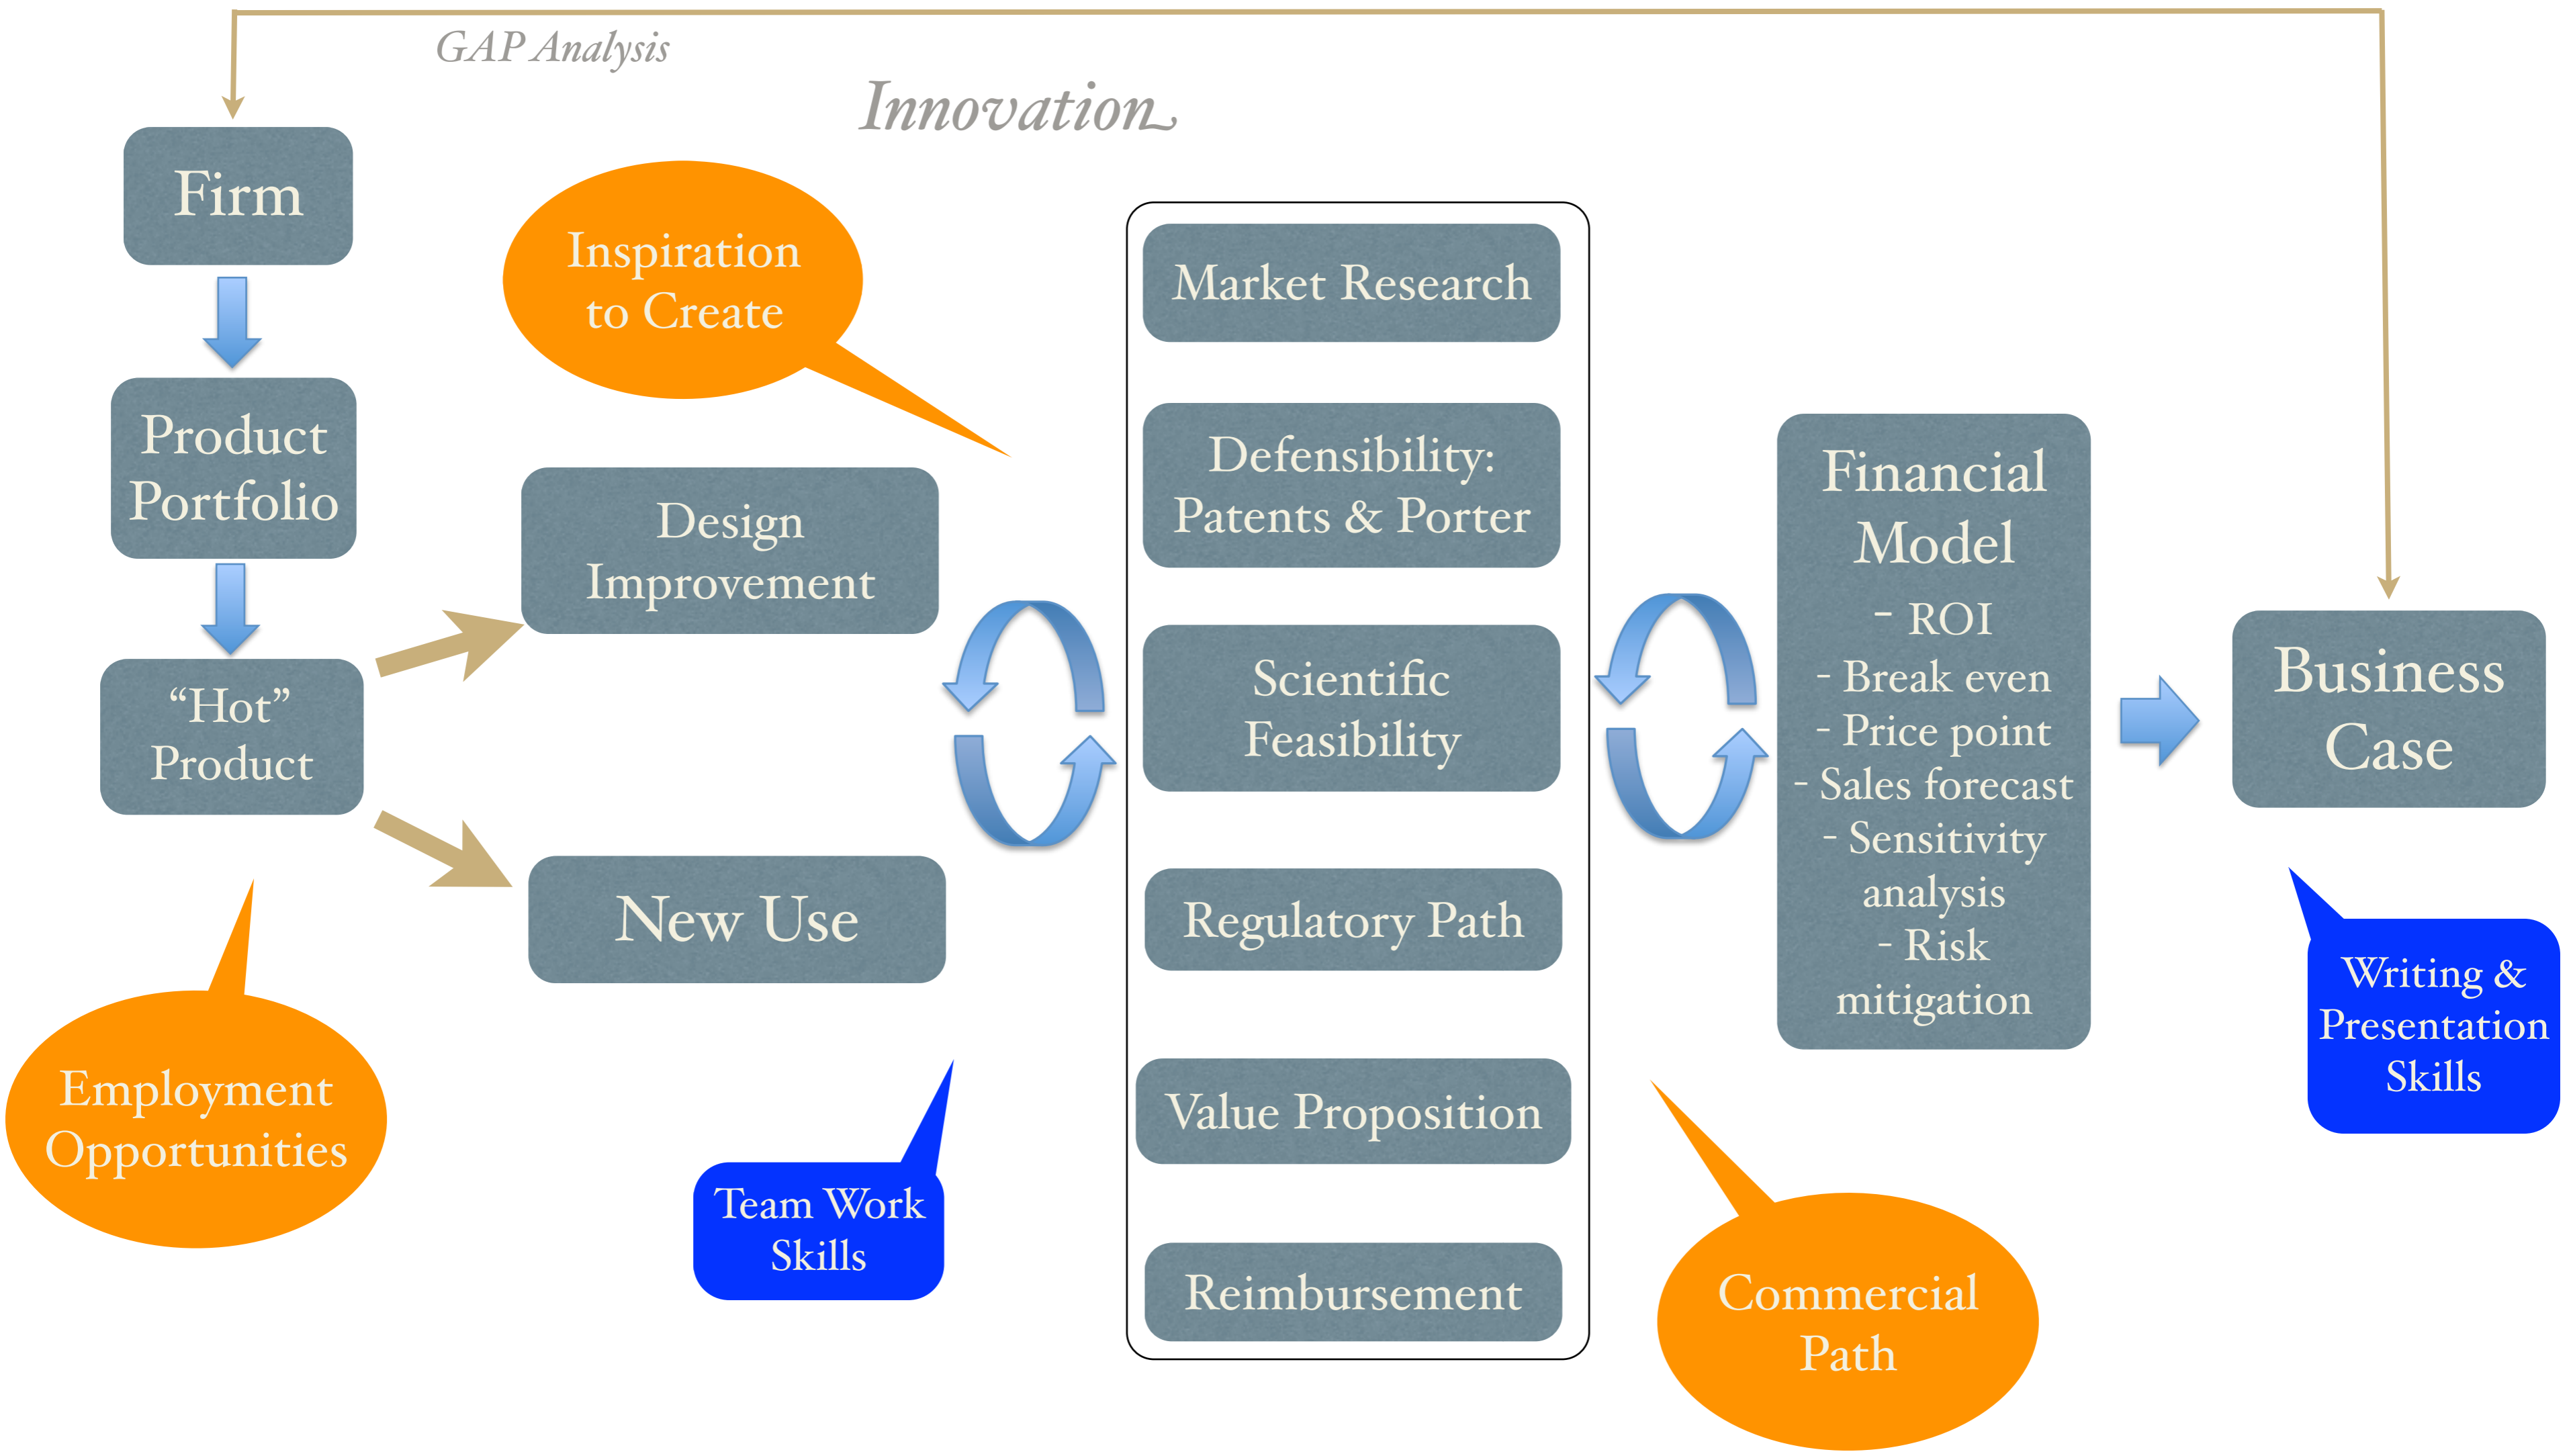 GAP Analysis
Innovation
Firm
Product
Portfolio
“Hot”
Product
Employment
Opportunities
Inspiration
to Create
Design
Improvement
New Use
Team Work
Skills
Market Research
Defensibility:
Patents & Porter
Scientific
Feasibility
Regulatory Path
Value Proposition
Reimbursement
Financial
Model
- ROI
- Break even
- Price point
- Sales forecast
- Sensitivity
analysis
- Risk
mitigation
Commercial
Path
Business
Case
Writing &
Presentation
Skills